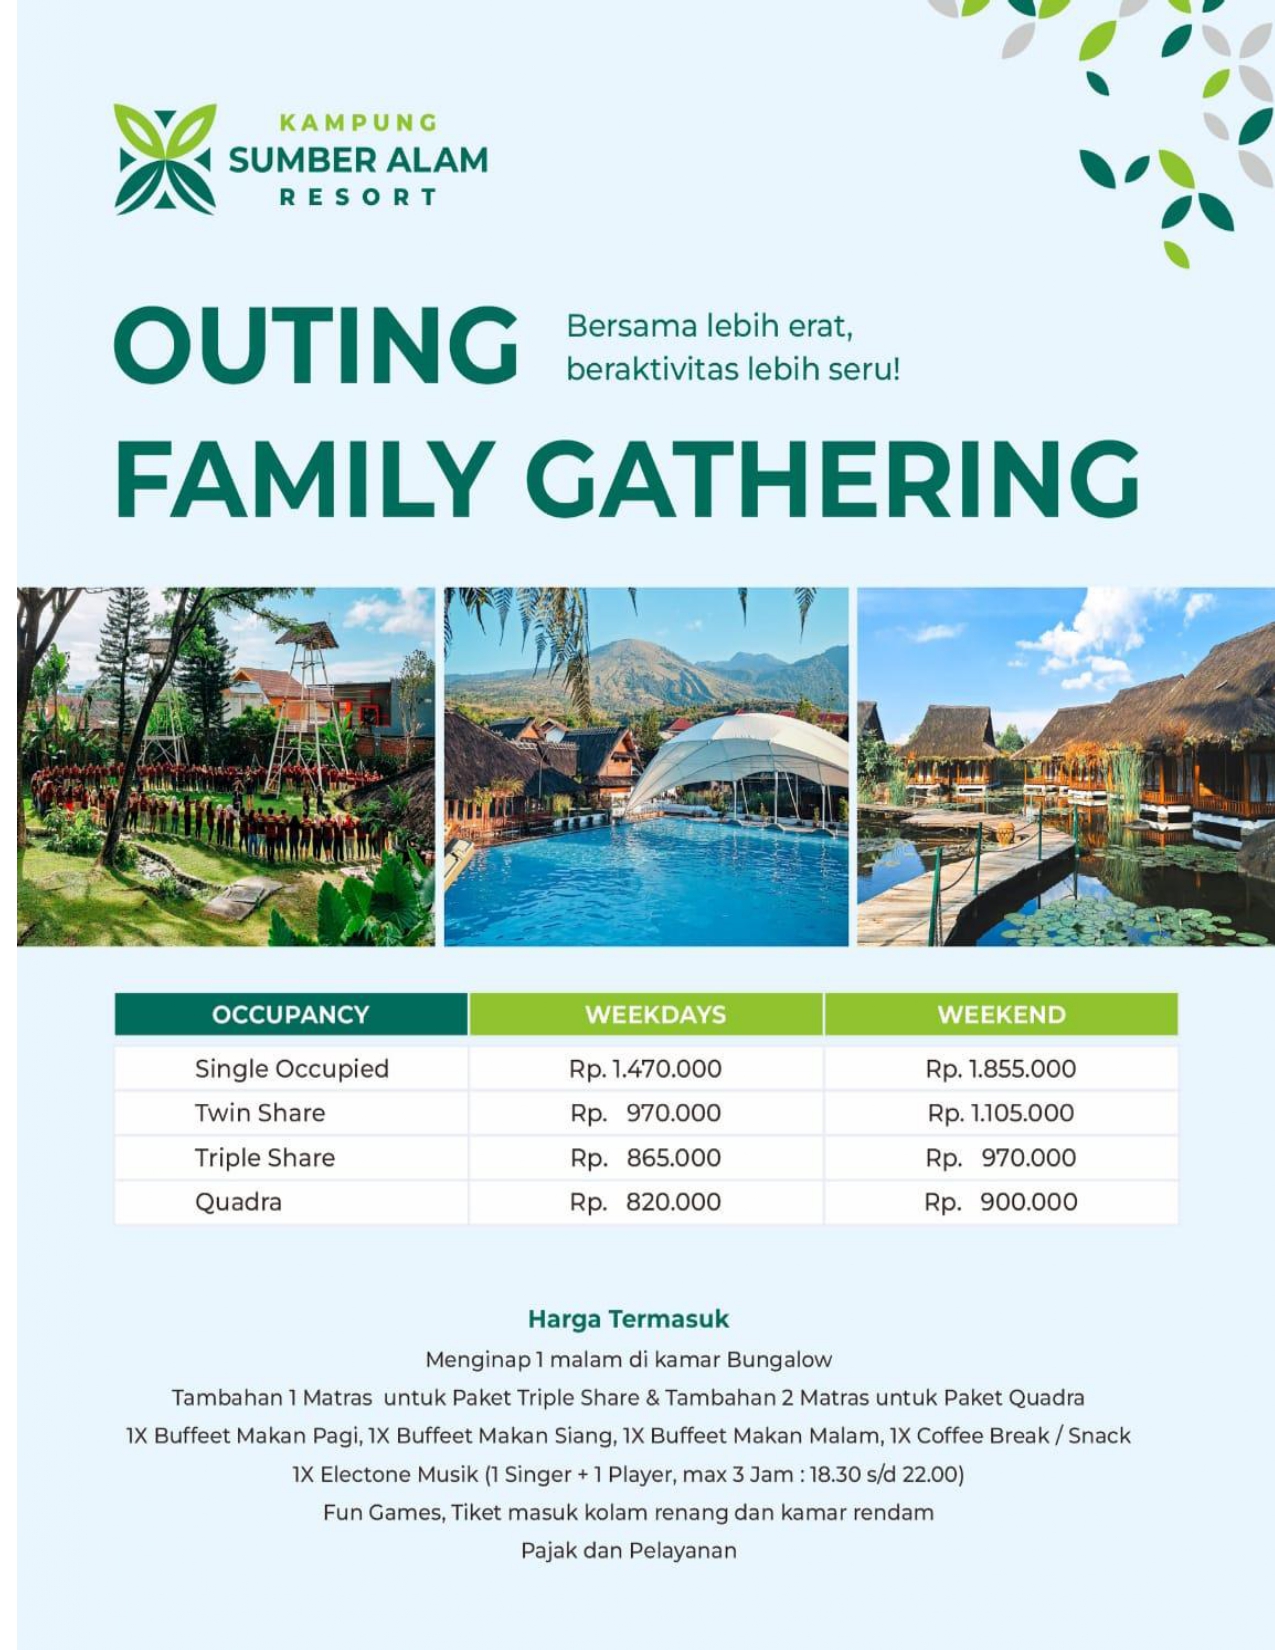 KAMPUNG
SUMBER ALAM
RESORT
OUTING
Bersama lebih erat,
beraktivitas lebih seru!
FAMILY GATHERING
OCCUPANCY WEEKDAYS WEEKEND
Single Occupied Rp. 1.470.000 Rp. 1.855.000
Twin Share Rp. 970.000 Rp. 1.105.000
Triple Share Rp. 865.000 Rp. 970.000
Quadra Rp. 820.000 Rp. 900.000
Harga Termasuk
Menginap 1 malam di kamar Bungalow
Tambahan 1 Matras untuk Paket Triple Share & Tambahan 2 Matras untuk Paket Quadra
1X Buffeet Makan Pagi, 1X Buffeet Makan Siang, 1X Buffeet Makan Malam, 1X Coffee Break / Snack
1X Electone Musik (1 Singer + 1 Player, max 3 Jam : 18.30 s/d 22.00)
Fun Games, Tiket masuk kolam renang dan kamar rendam
Pajak dan Pelayanan